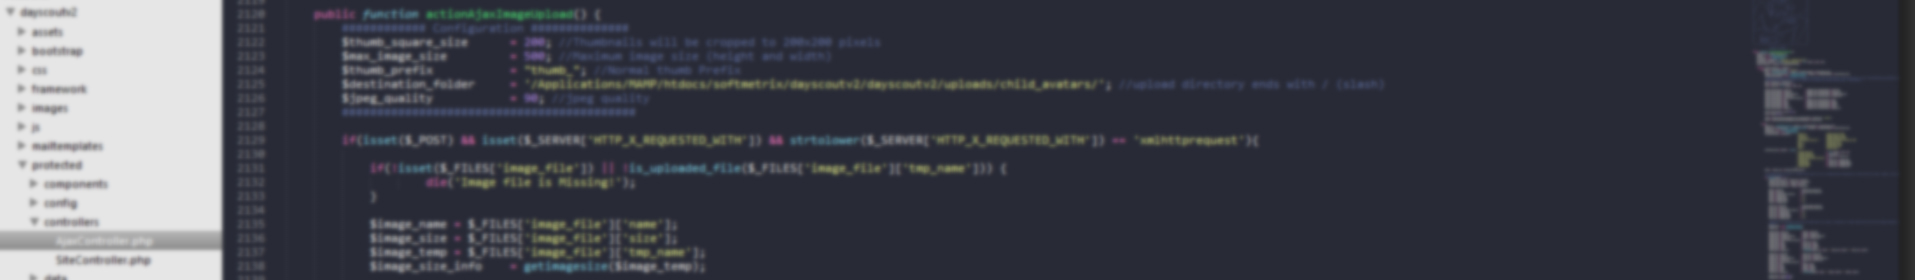 dayscoutv2
assets
bootstrap
css
framework
images
js
mailtemplates
protected
components
config
controllers
AjaxController.php
SiteController.php
data
2120 public function actionAjaxImageUpload() {
2121 ############ Configuration ##############
2122 $thumb_square_size = 200; //Thumbnails will be cropped to 200x200 pixels
2123 $max_image_size = 500; //Maximum image size (height and width)
2124 $thumb_prefix = "thumb_"; //Normal thumb Prefix
2125 $destination_folder = '/Applications/MAMP/htdocs/softmetrix/dayscoutv2/dayscoutv2/uploads/child_avatars/'; //upload directory ends with / (slash)
2126 $jpeg_quality = 90; //jpeg quality
2127 ##########################################
2128
2129 if(isset($_POST) && isset($_SERVER['HTTP_X_REQUESTED_WITH']) && strtolower($_SERVER['HTTP_X_REQUESTED_WITH']) == 'xmlhttprequest'){
2130
2131 if(!isset($_FILES['image_file']) || !is_uploaded_file($_FILES['image_file']['tmp_name'])) {
2132 die('Image file is Missing!');
2133 }
2134
2135 $image_name = $_FILES['image_file']['name'];
2136 $image_size = $_FILES['image_file']['size'];
2137 $image_temp = $_FILES['image_file']['tmp_name'];
2138 $image_size_info = getimagesize($image_temp);